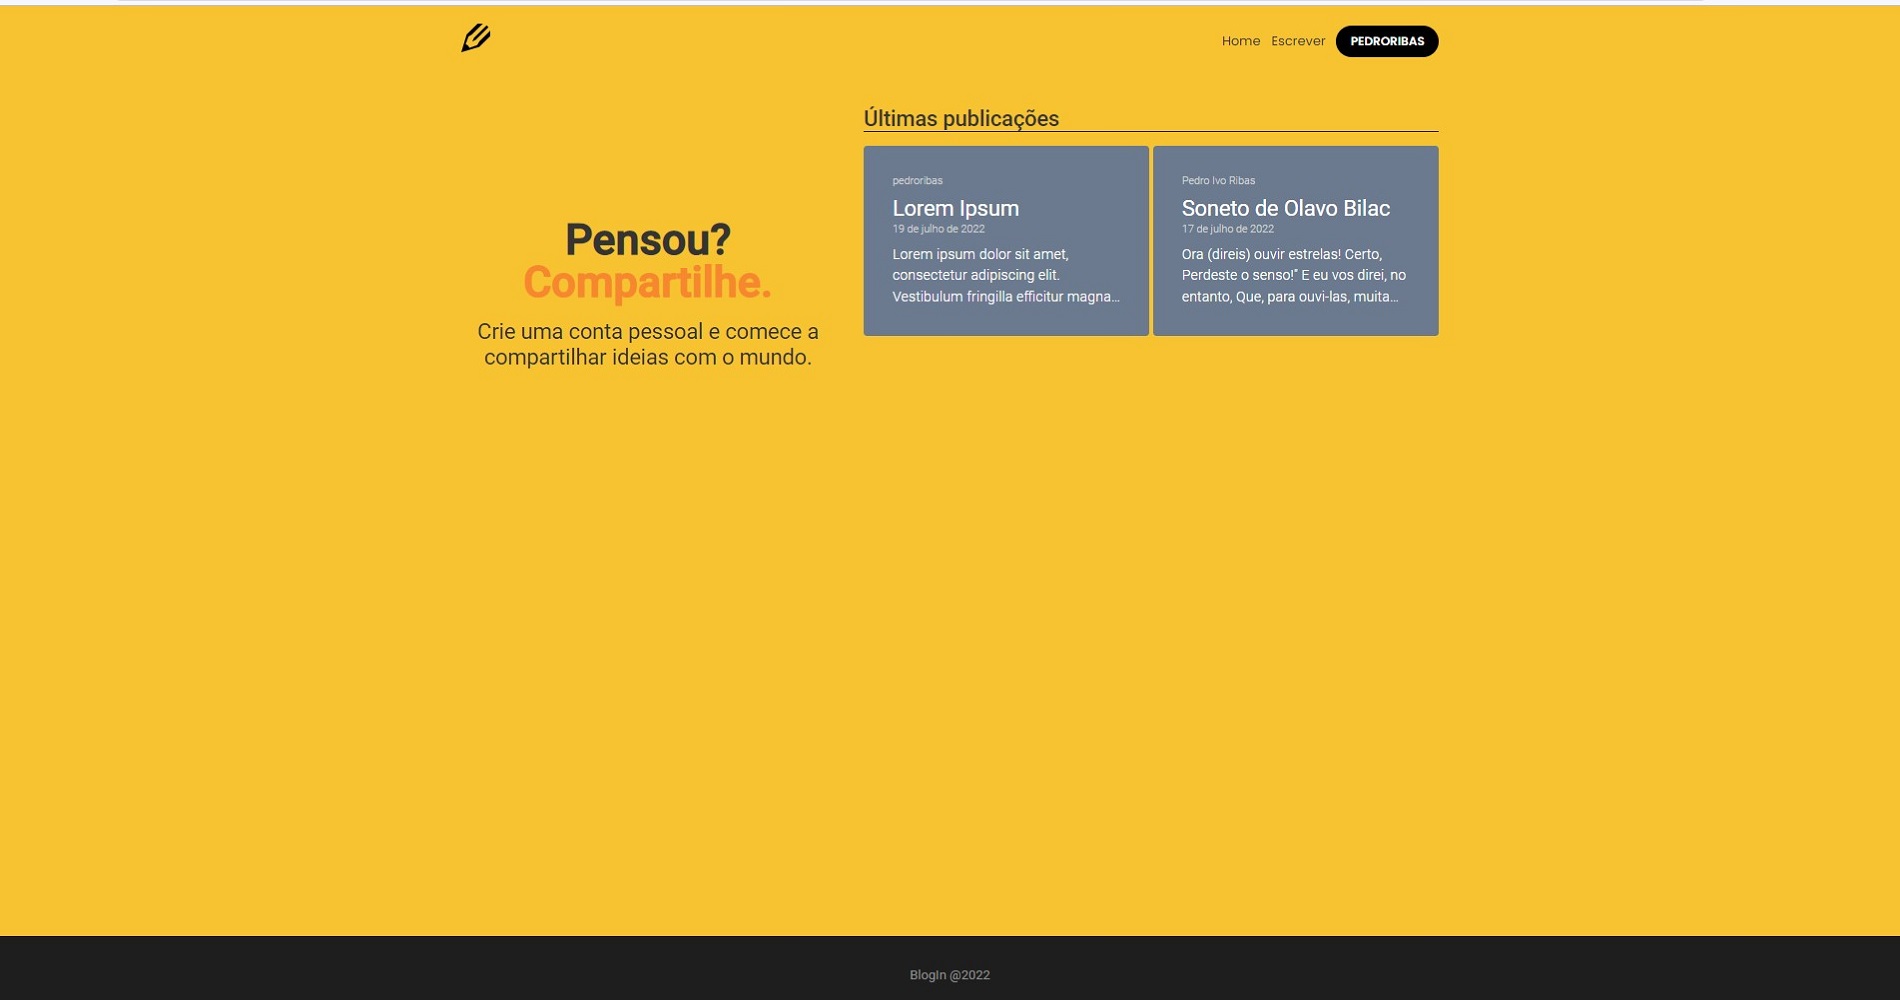 Home Escrever PEDRORIBAS
Últimas publicações
Pensou?
Compartilhe.
Crie uma conta pessoal e comece a
compartilhar ideias com o mundo.
pedroribas
Lorem Ipsum
19 de julho de 2022
Lorem ipsum dolor sit amet,
consectetur adipiscing elit.
Vestibulum fringilla efficitur magna...
Pedro Ivo Ribas
Soneto de Olavo Bilac
17 de julho de 2022
Ora (direis) ouvir estrelas! Certo,
Perdeste o senso!" E eu vos direi, no
entanto, Que, para ouvi-las, muita...
BlogIn @2022